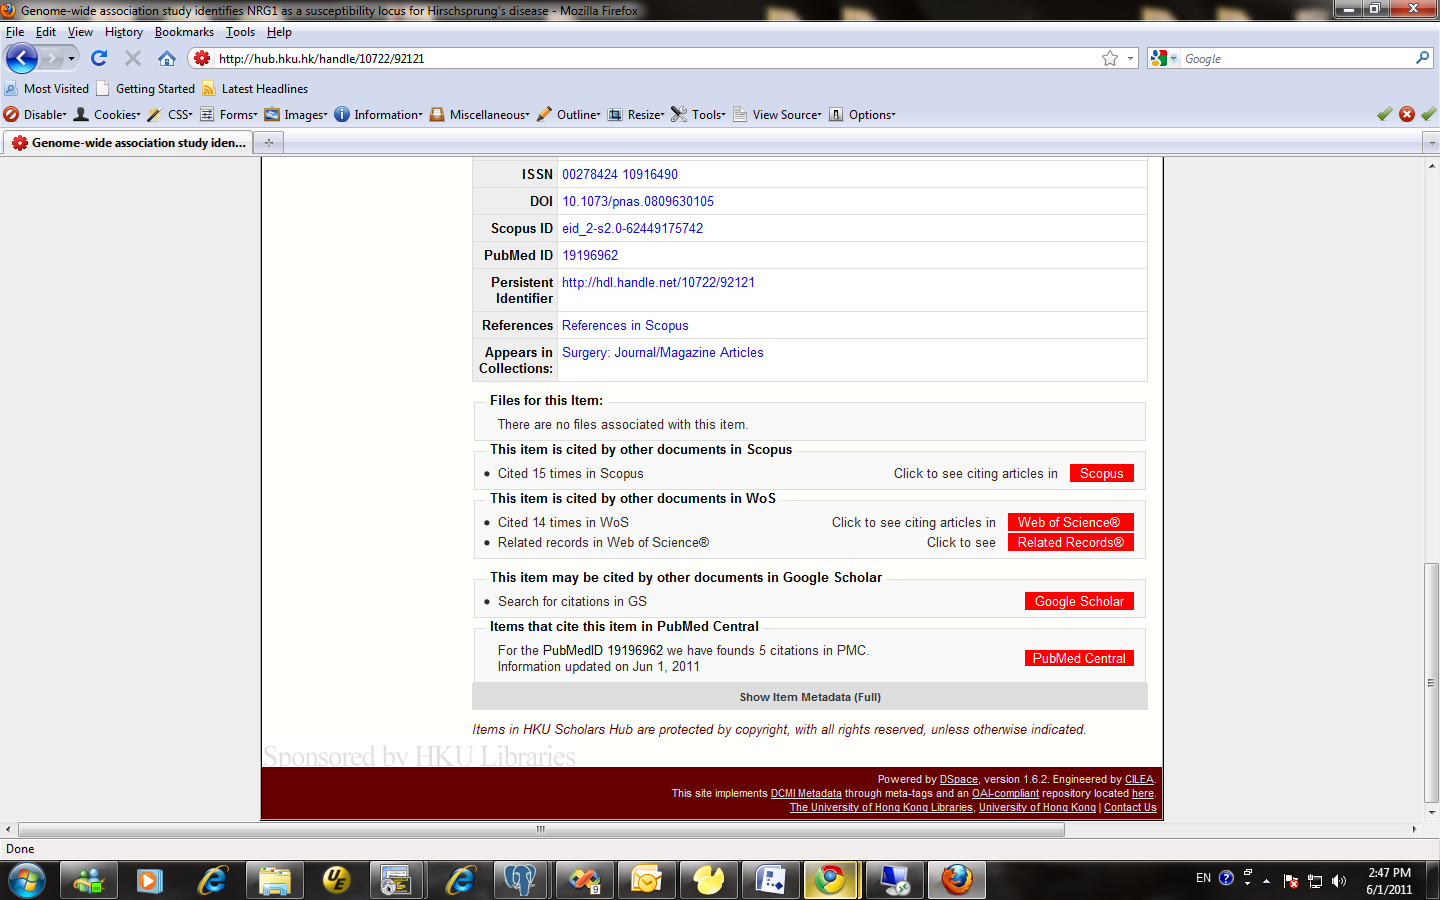 Genome-wide association study identifies NRG1 as a susceptibility locus for Hirschsprung's disease - Mozilla Firefox
File Edit View History Bookmarks Tools Help
http://hub.hku.hk/handle/10722/92121
Google
Most Visited Getting Started Latest Headlines
Disable Cookies CSS Forms Images Information Miscellaneous Outline Resize Tools View Source Options
Genome-wide association study iden...
ISSN 00278424 10916490
DOI 10.1073/pnas.0809630105
Scopus ID eid_2-s2.0-62449175742
PubMed ID 19196962
Persistent http://hdl.handle.net/10722/92121
Identifier
References References in Scopus
Appears in Surgery: Journal/Magazine Articles
Collections:
Files for this Item:
There are no files associated with this item.
This item is cited by other documents in Scopus
• Cited 15 times in Scopus Click to see citing articles in Scopus
This item is cited by other documents in WoS
• Cited 14 times in WoS Click to see citing articles in Web of Science®
• Related records in Web of Science® Click to see Related Records®
This item may be cited by other documents in Google Scholar
• Search for citations in GS Google Scholar
Items that cite this item in PubMed Central
For the PubMedID 19196962 we have founds 5 citations in PMC.
Information updated on Jun 1, 2011 PubMed Central
Show Item Metadata (Full)
Items in HKU Scholars Hub are protected by copyright, with all rights reserved, unless otherwise indicated.
Sponsored by HKU Libraries
Powered by DSpace, version 1.6.2. Engineered by CILEA.
This site implements DCMI Metadata through meta-tags and an OAI-compliant repository located here.
The University of Hong Kong Libraries, University of Hong Kong | Contact Us
Done
UE
9
EN
2:47 PM
6/1/2011